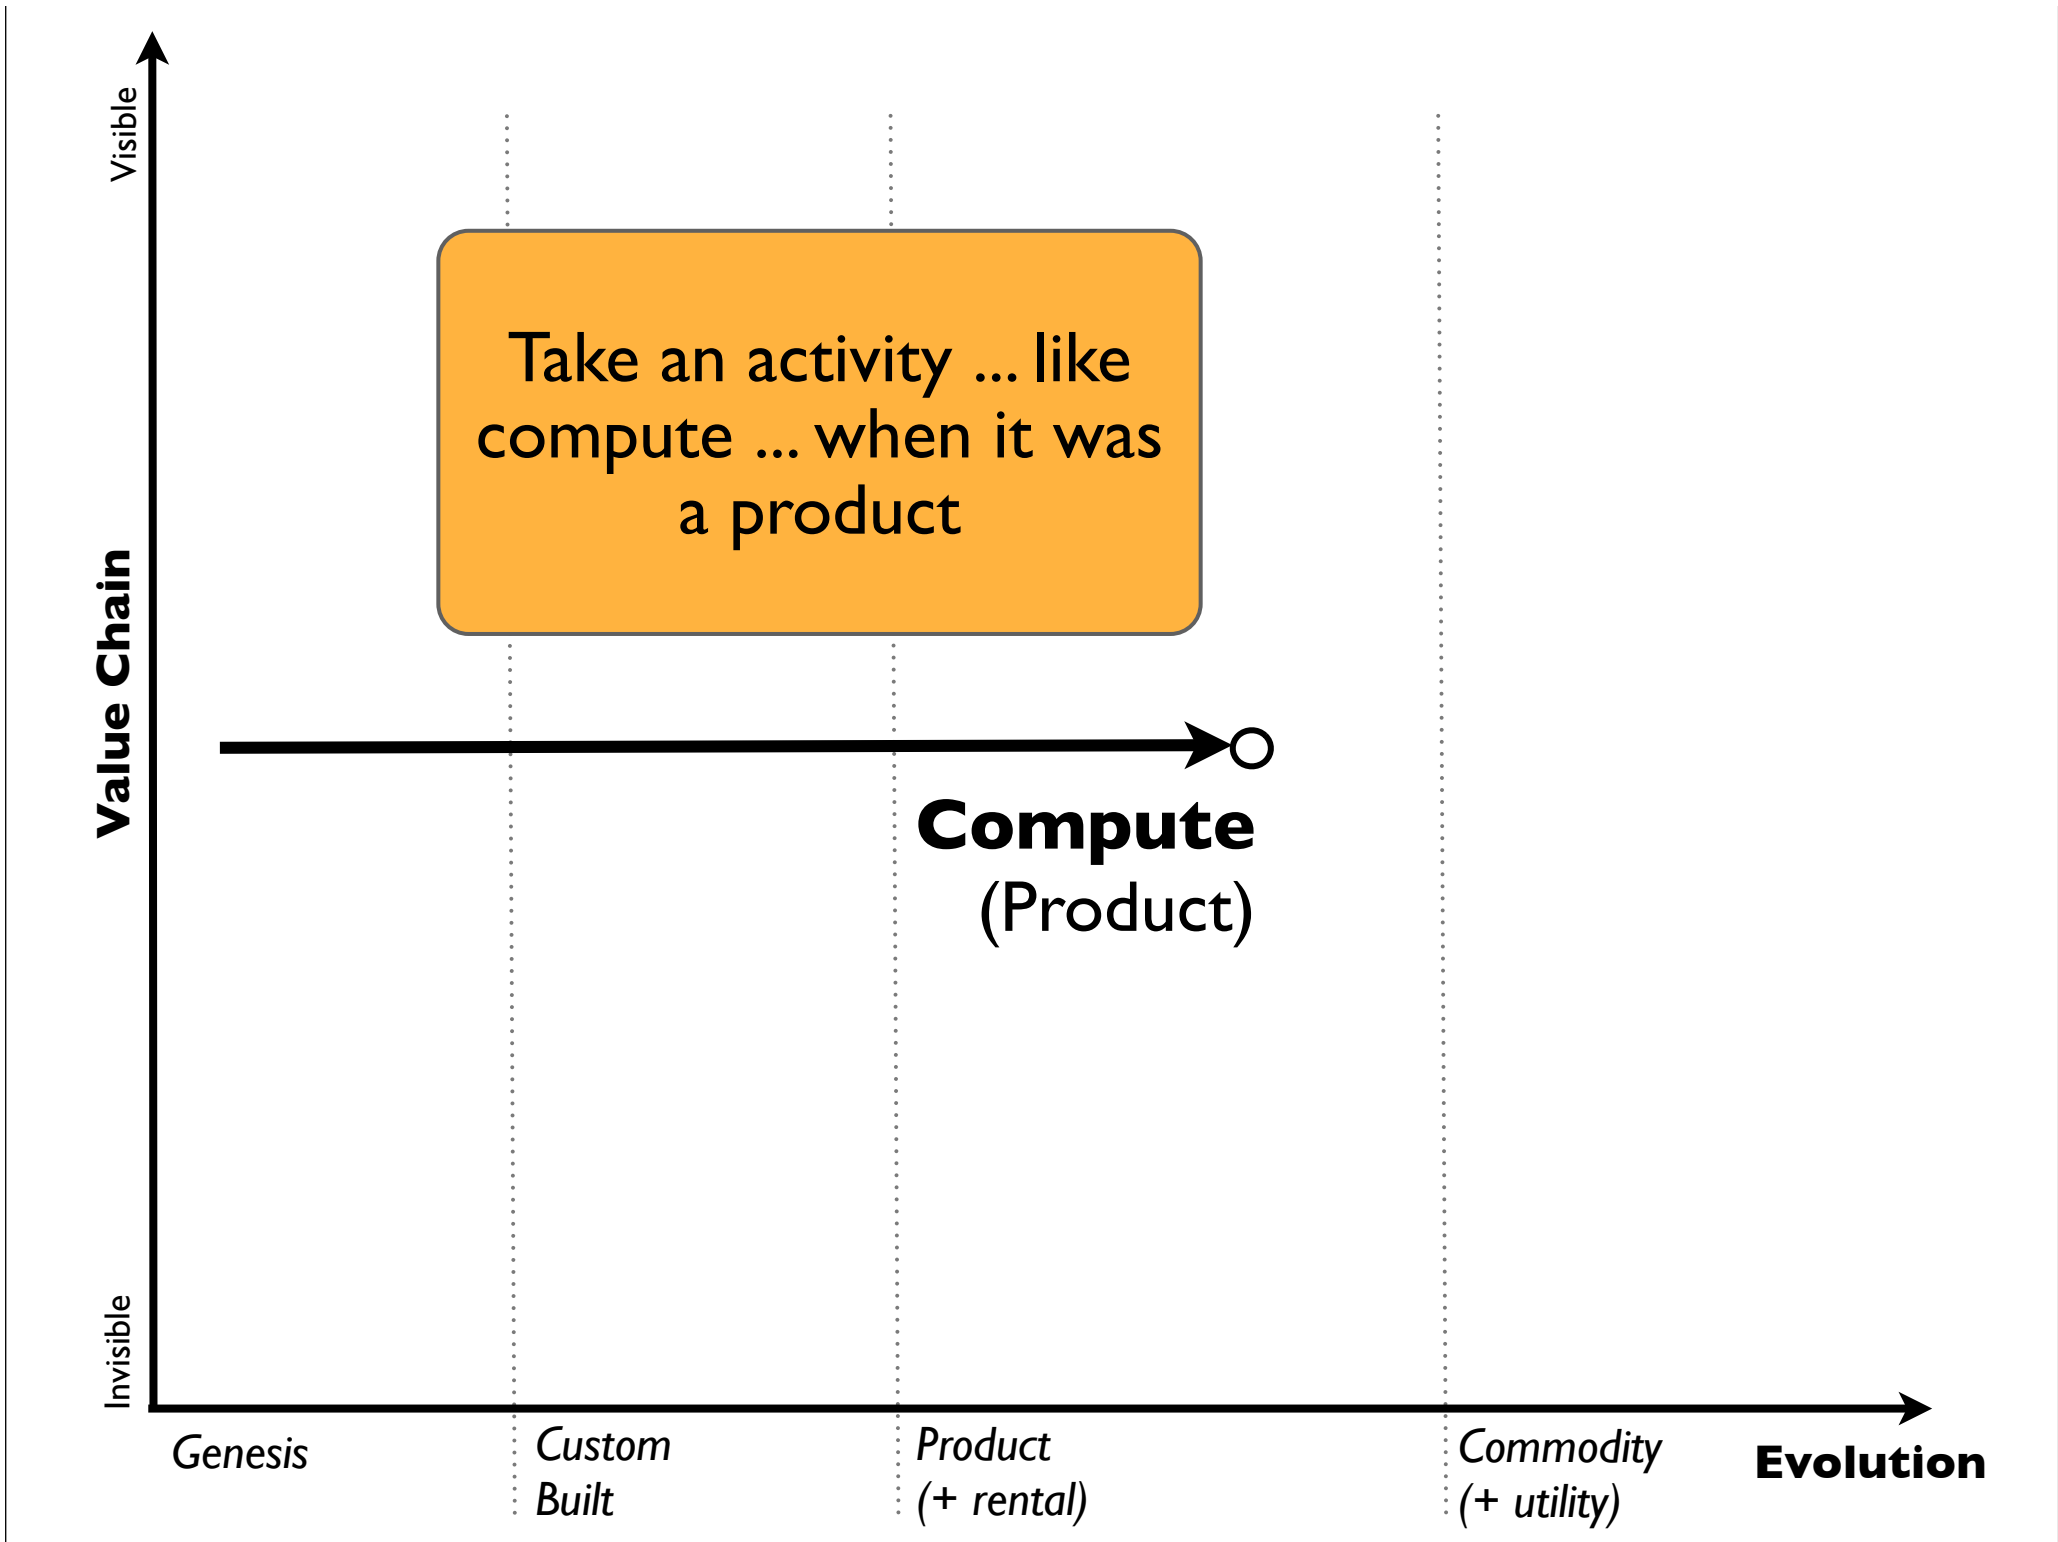 Visible
Take an activity ... like
compute ... when it was
a product
Value Chain
Compute
(Product)
Invisible
Genesis
Custom
Built
Product
(+ rental)
Commodity
(+ utility)
Evolution